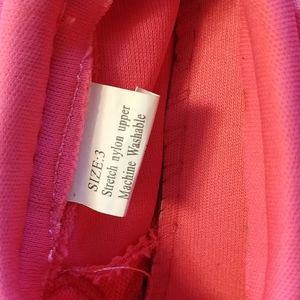 SIZE:3
Stretch nylon upper
Machine Washable